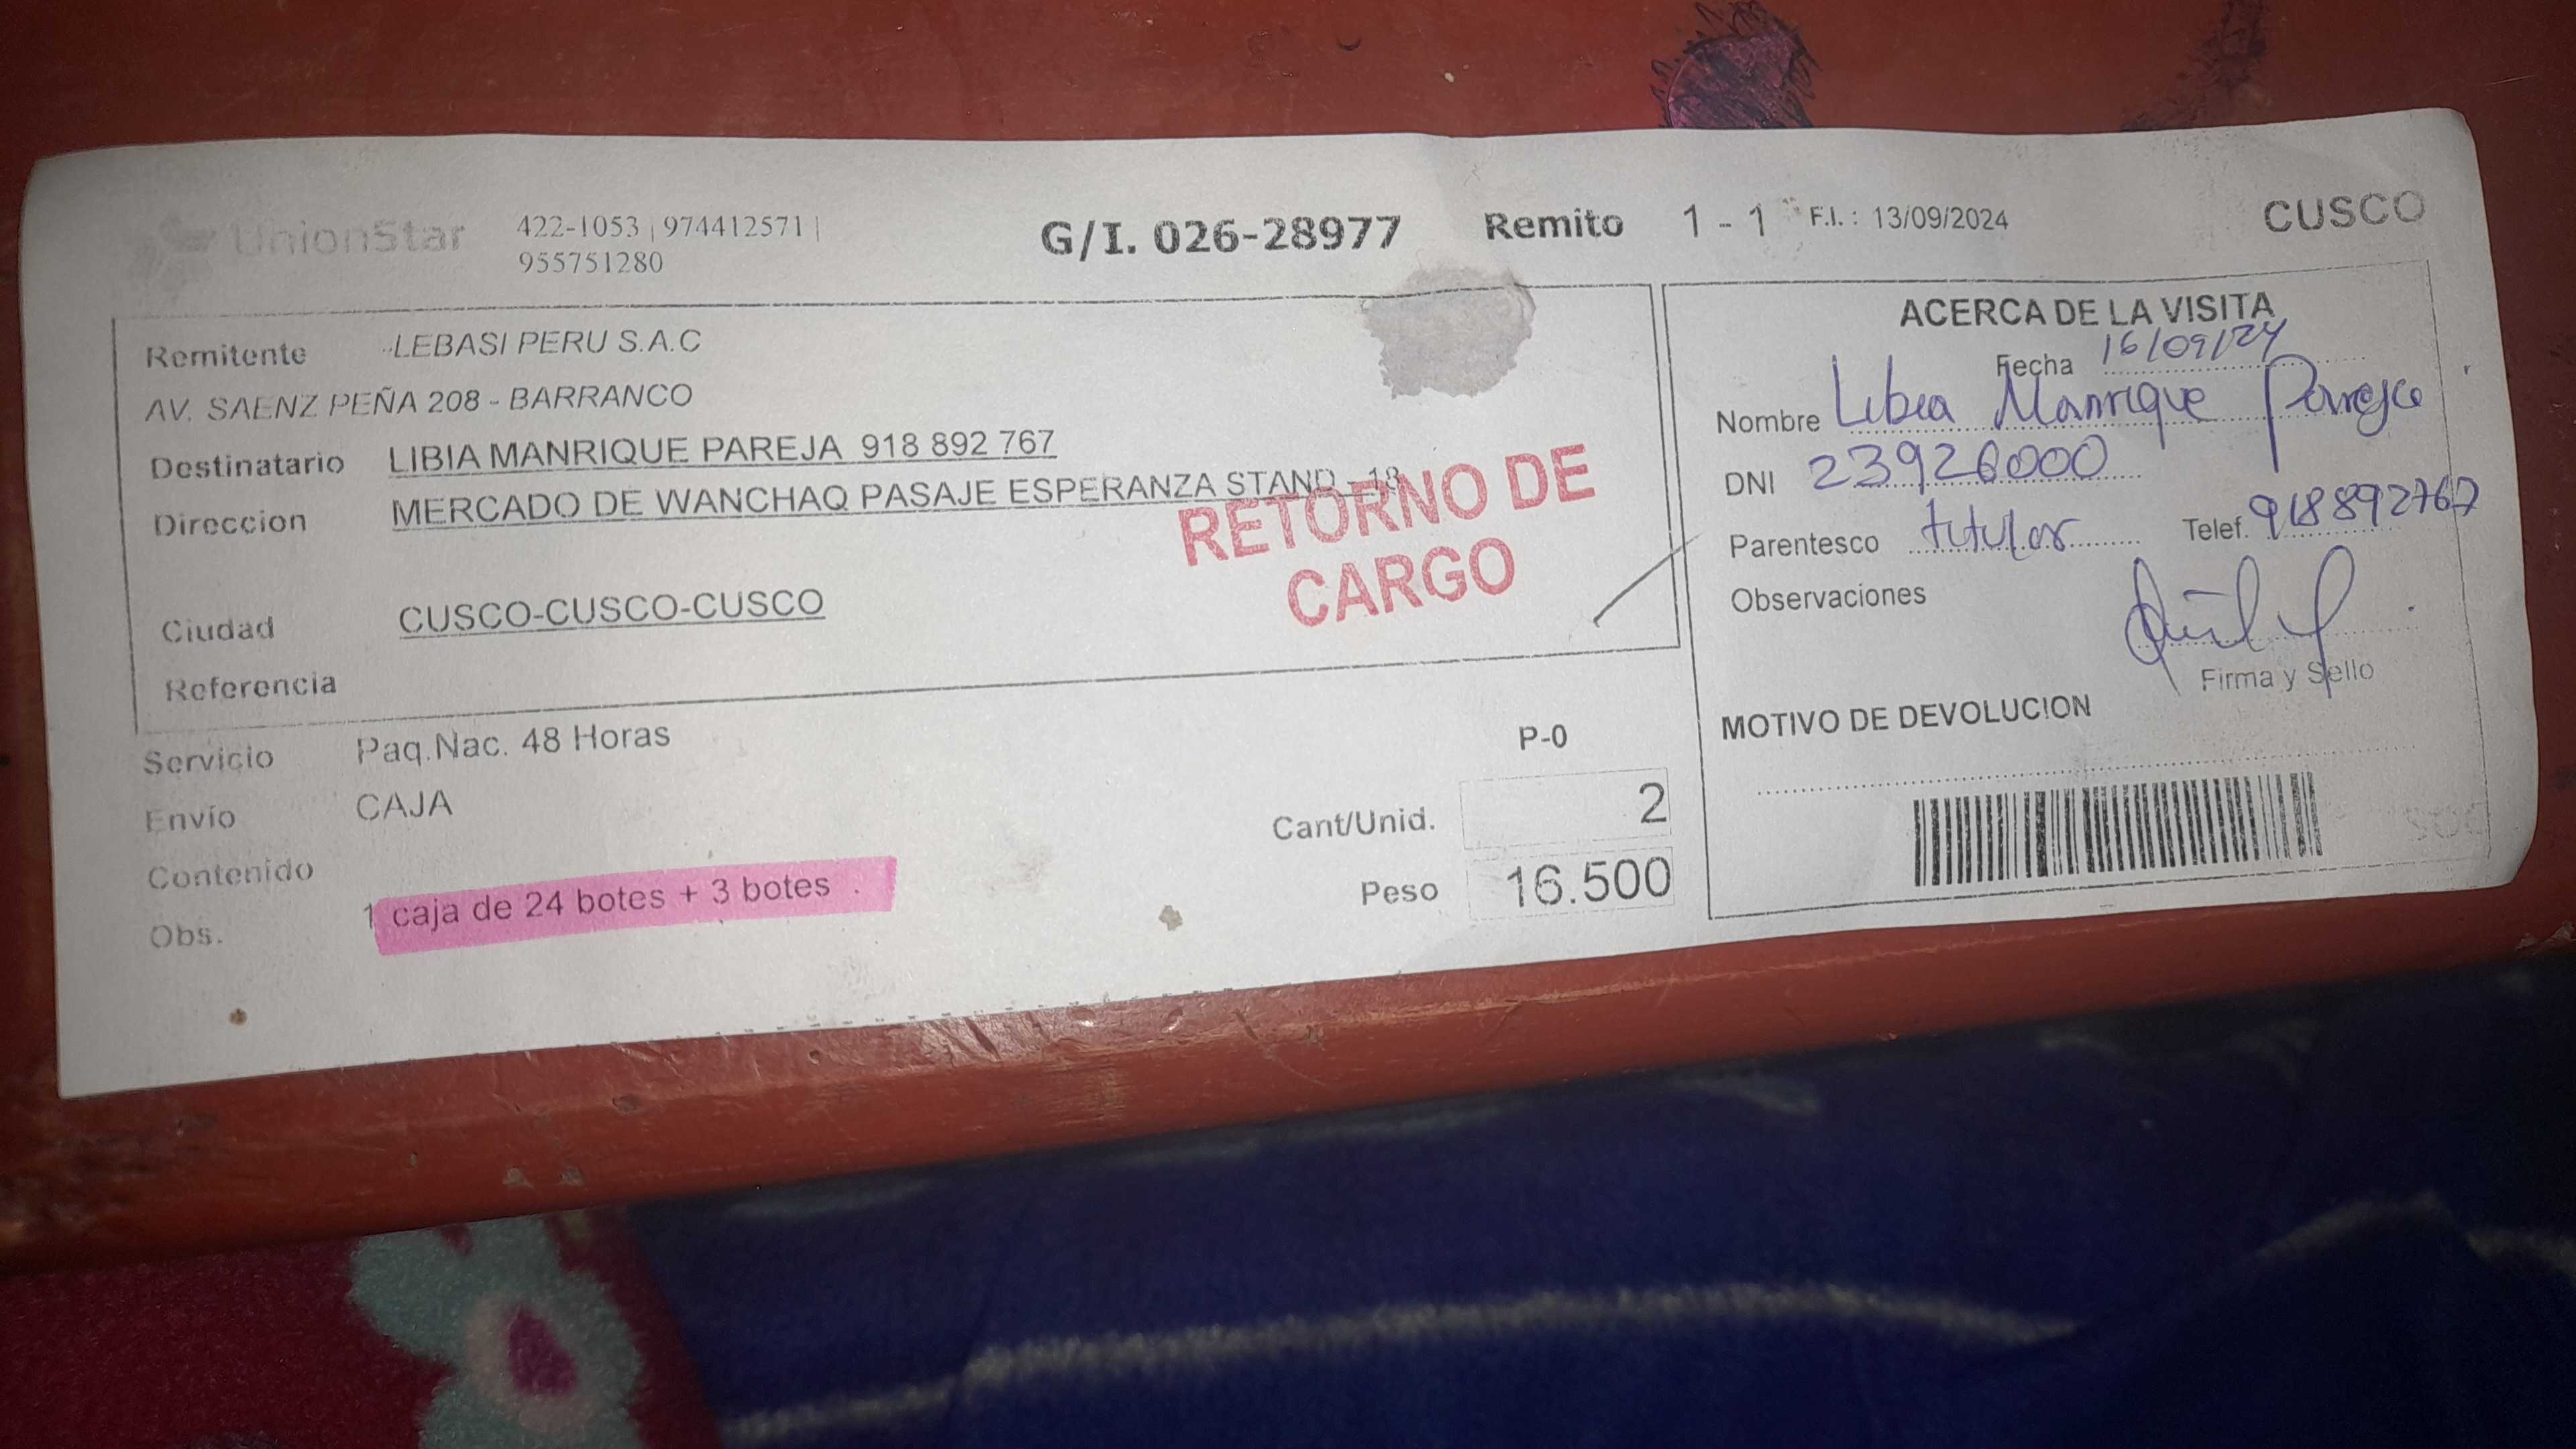 UnionStar
422-1053 | 974412571 |
955751280
G/I. 026-28977 Remito 1 - 1 F.I. : 13/09/2024 CUSCO
Remitente LEBASI PERU S.A.C
AV. SAENZ PEÑA 208 - BARRANCO
Destinatario LIBIA MANRIQUE PAREJA 918 892 767
Direccion MERCADO DE WANCHAQ PASAJE ESPERANZA STAND - 18
RETORNO DE
CARGO
Ciudad CUSCO-CUSCO-CUSCO
Referencia
Servicio Paq.Nac. 48 Horas
Envío CAJA
Contenido
Obs. 1 caja de 24 botes + 3 botes .
P-0
Cant/Unid. 2
Peso 16.500
ACERCA DE LA VISITA
Fecha 16/09/24
Nombre Libia Manrique Pareja
DNI 23926000
Parentesco titular Telef. 918892767
Observaciones
Firma y Sello
MOTIVO DE DEVOLUCION